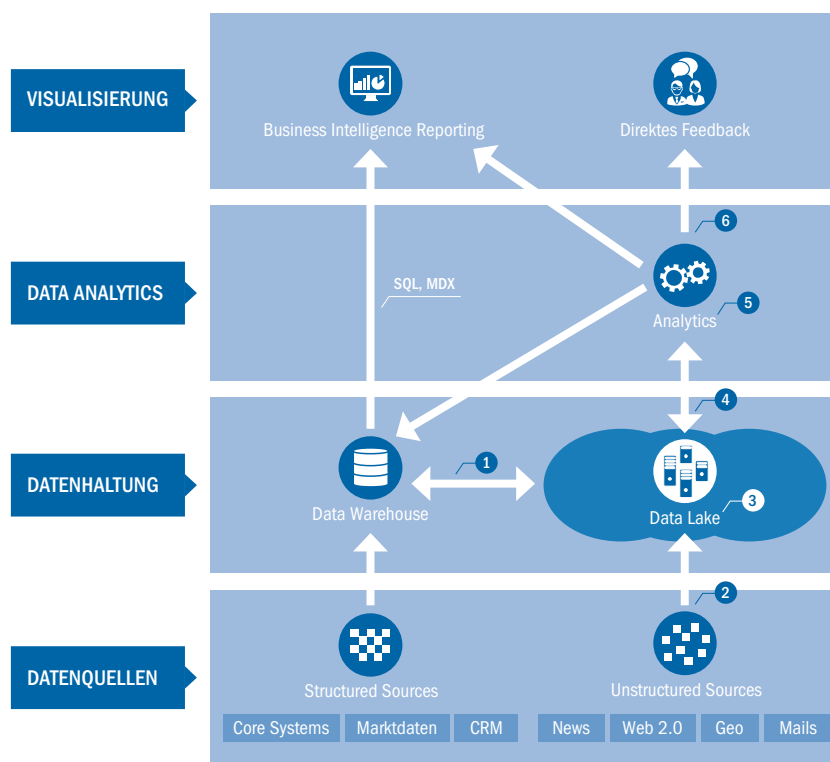 VISUALISIERUNG
Business Intelligence Reporting
Direktes Feedback
6
DATA ANALYTICS
SQL, MDX
Analytics
5
4
DATENHALTUNG
1
Data Warehouse
Data Lake
3
2
DATENQUELLEN
Structured Sources
Unstructured Sources
Core Systems
Marktdaten
CRM
News
Web 2.0
Geo
Mails